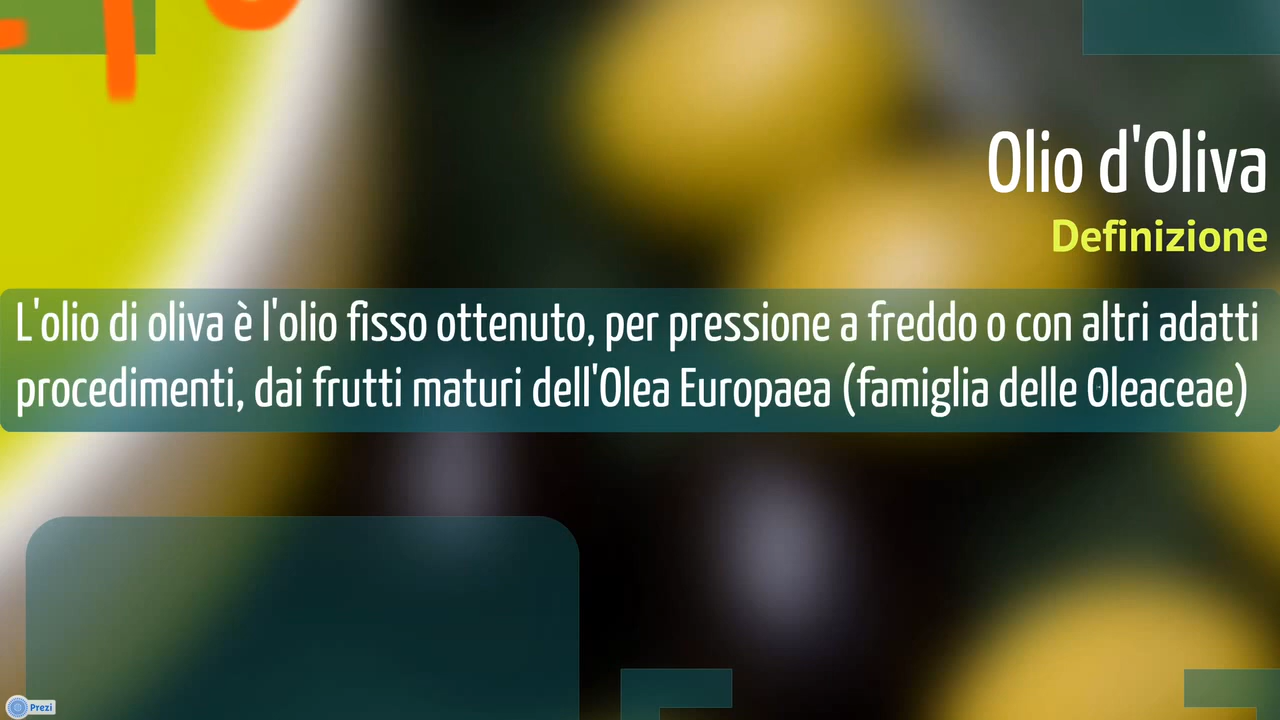 Olio d'Oliva
Definizione
L'olio di oliva è l'olio fisso ottenuto, per pressione a freddo o con altri adatti
procedimenti, dai frutti maturi dell'Olea Europaea (famiglia delle Oleaceae)
Prezi